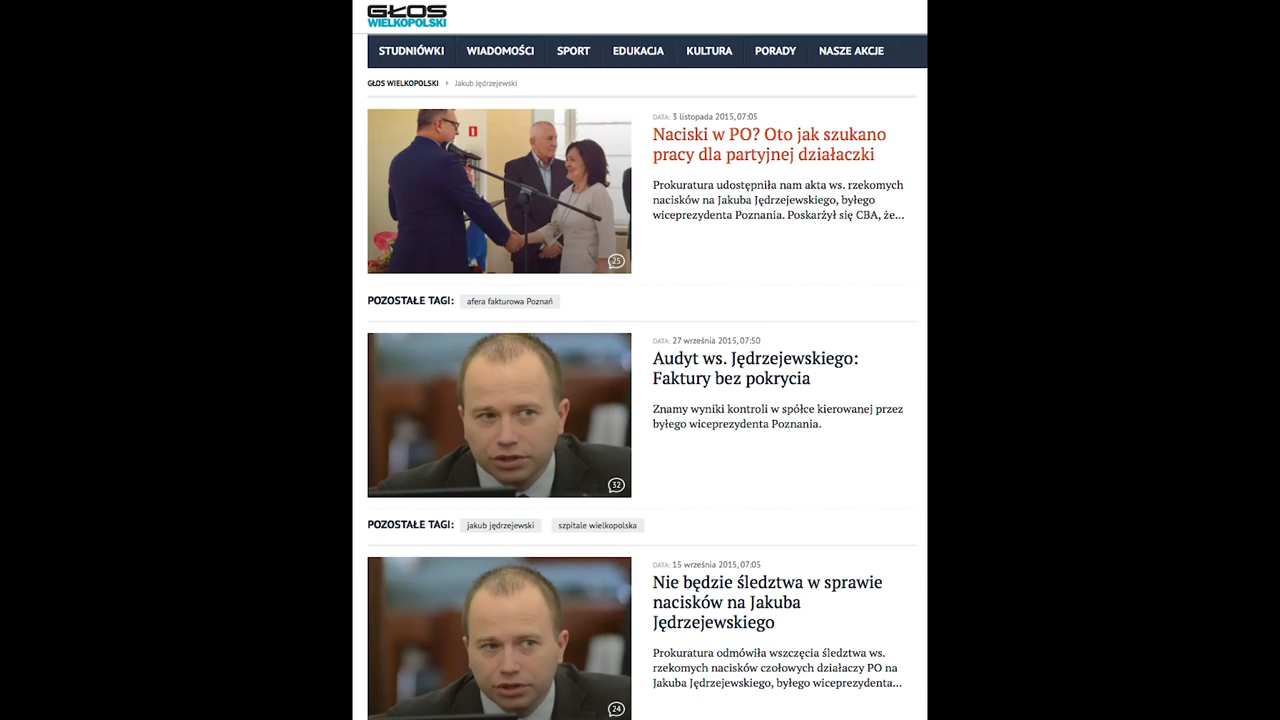 GŁOS
WIELKOPOLSKI
STUDNIÓWKI WIADOMOŚCI SPORT EDUKACJA KULTURA PORADY NASZE AKCJE
GŁOS WIELKOPOLSKI Jakub Jędrzejewski
DATA: 3 listopada 2015, 07:05
Naciski w PO? Oto jak szukano
pracy dla partyjnej działaczki
Prokuratura udostępniła nam akta ws. rzekomych
nacisków na Jakuba Jędrzejewskiego, byłego
wiceprezydenta Poznania. Poskarżył się CBA, że...
25
POZOSTAŁE TAGI: afera fakturowa Poznań
DATA: 27 września 2015, 07:50
Audyt ws. Jędrzejewskiego:
Faktury bez pokrycia
Znamy wyniki kontroli w spółce kierowanej przez
byłego wiceprezydenta Poznania.
32
POZOSTAŁE TAGI: jakub jędrzejewski szpitale wielkopolska
DATA: 15 września 2015, 07:05
Nie będzie śledztwa w sprawie
nacisków na Jakuba
Jędrzejewskiego
Prokuratura odmówiła wszczęcia śledztwa ws.
rzekomych nacisków czołowych działaczy PO na
Jakuba Jędrzejewskiego, byłego wiceprezydenta...
24